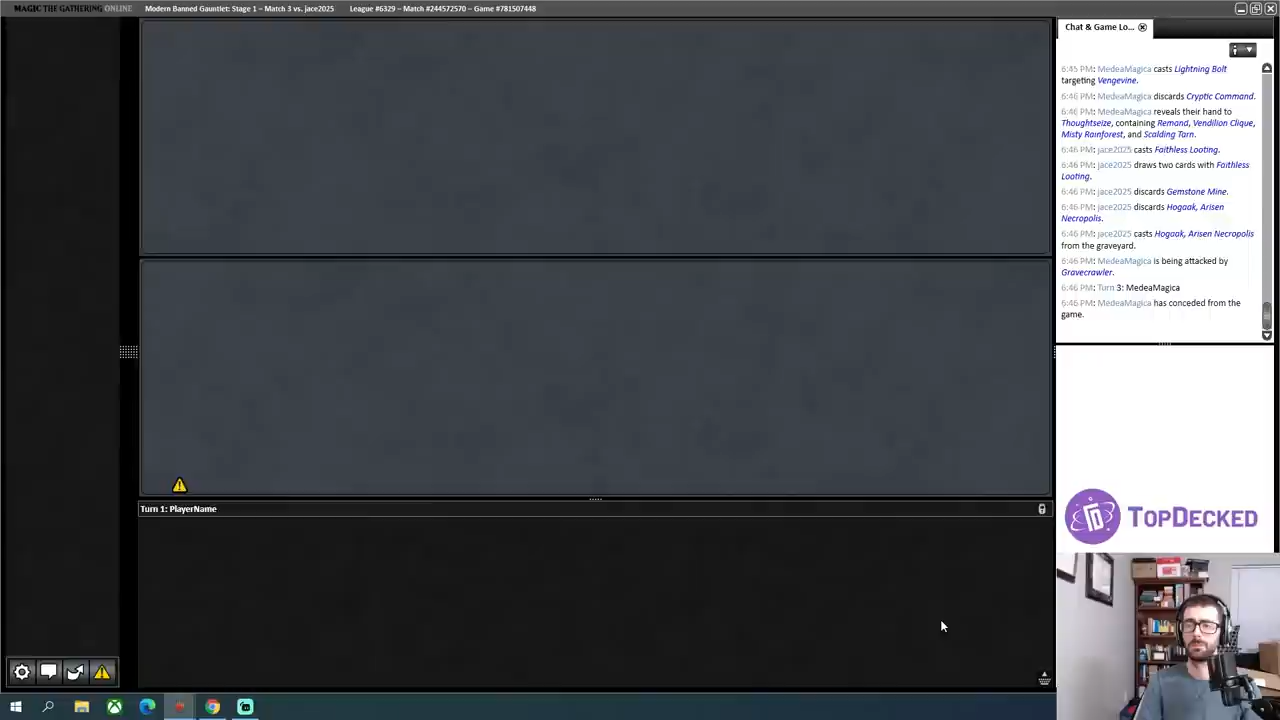 MAGIC THE GATHERING ONLINE
Modern Banned Gauntlet: Stage 1 – Match 3 vs. jace2025
League #6329 – Match #244572570 – Game #781507448
Chat & Game Lo...
6:45 PM: MedeaMagica casts Lightning Bolt
targeting Vengevine.
6:46 PM: MedeaMagica discards Cryptic Command.
6:46 PM: MedeaMagica reveals their hand to
Thoughtseize, containing Remand, Vendilion Clique,
Misty Rainforest, and Scalding Tarn.
6:46 PM: jace2025 casts Faithless Looting.
6:46 PM: jace2025 draws two cards with Faithless
Looting.
6:46 PM: jace2025 discards Gemstone Mine.
6:46 PM: jace2025 discards Hogaak, Arisen
Necropolis.
6:46 PM: jace2025 casts Hogaak, Arisen Necropolis
from the graveyard.
6:46 PM: MedeaMagica is being attacked by
Gravecrawler.
6:46 PM: Turn 3: MedeaMagica
6:46 PM: MedeaMagica has conceded from the
game.
Turn 1: PlayerName
TOPDECKED